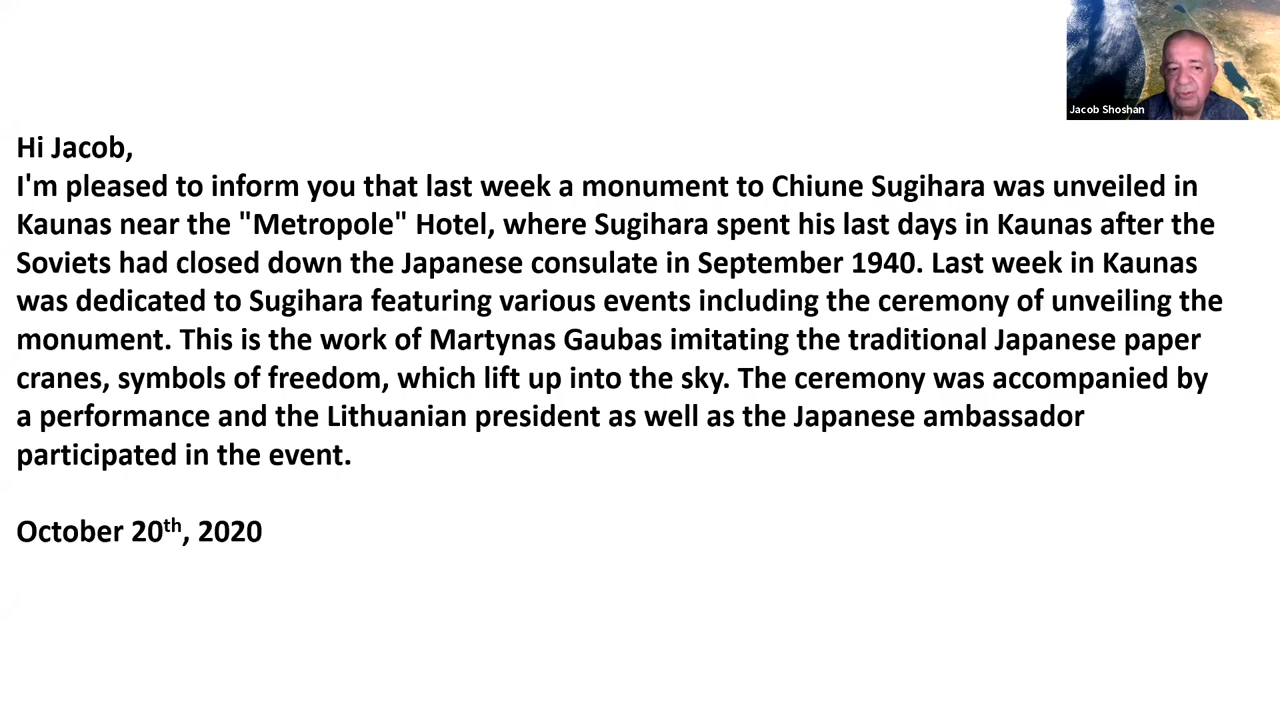 Jacob Shoshan
Hi Jacob,
I'm pleased to inform you that last week a monument to Chiune Sugihara was unveiled in
Kaunas near the "Metropole" Hotel, where Sugihara spent his last days in Kaunas after the
Soviets had closed down the Japanese consulate in September 1940. Last week in Kaunas
was dedicated to Sugihara featuring various events including the ceremony of unveiling the
monument. This is the work of Martynas Gaubas imitating the traditional Japanese paper
cranes, symbols of freedom, which lift up into the sky. The ceremony was accompanied by
a performance and the Lithuanian president as well as the Japanese ambassador
participated in the event.
October 20th, 2020